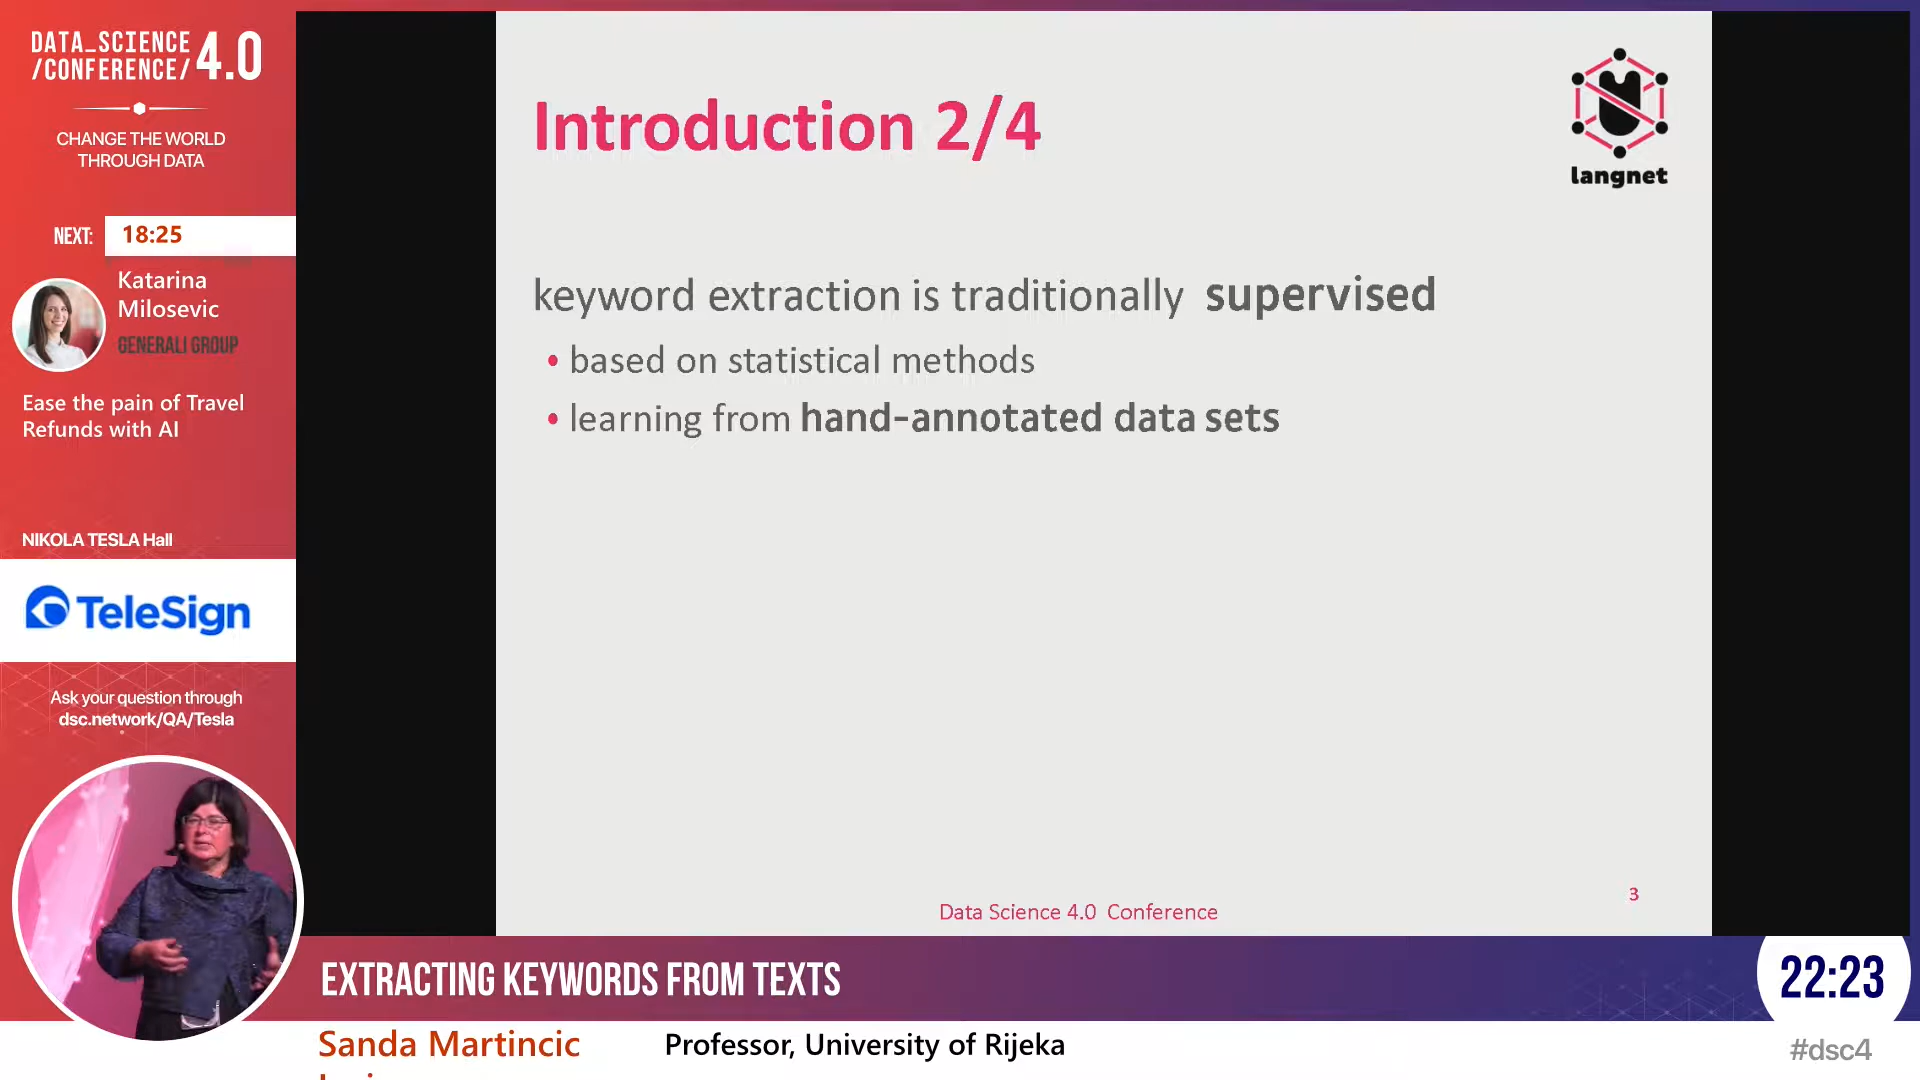 DATA_SCIENCE
/CONFERENCE/ 4.0
CHANGE THE WORLD
THROUGH DATA
NEXT: 18:25
Katarina
Milosevic
GENERALI GROUP
Ease the pain of Travel
Refunds with AI
NIKOLA TESLA Hall
TeleSign
Ask your question through
dsc.network/QA/Tesla
Introduction 2/4
langnet
keyword extraction is traditionally supervised
• based on statistical methods
• learning from hand-annotated data sets
3
Data Science 4.0 Conference
EXTRACTING KEYWORDS FROM TEXTS
22:23
Sanda Martincic
Professor, University of Rijeka
#dsc4